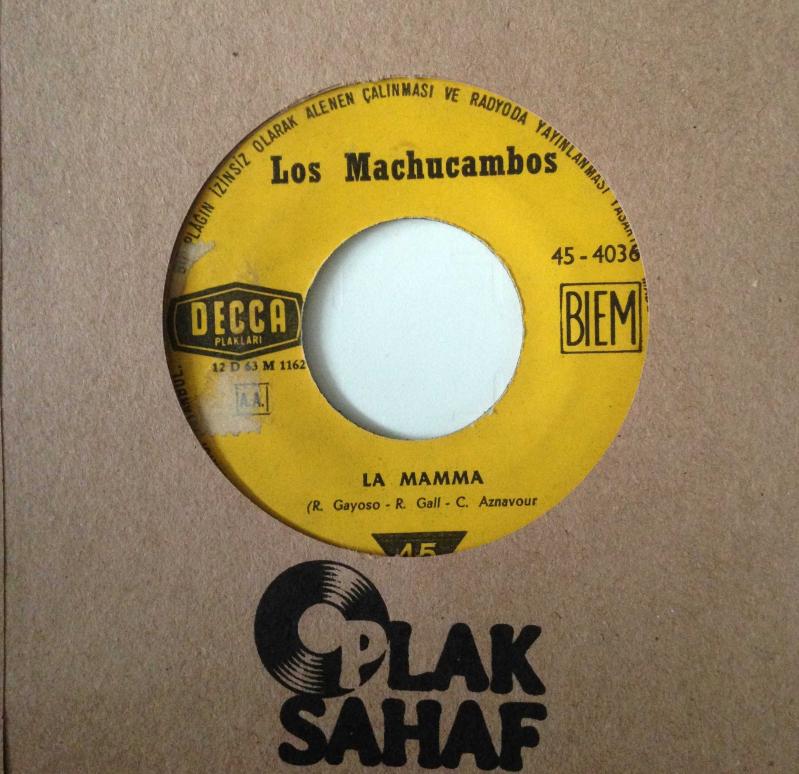 PLAĞIN İZİNSİZ OLARAK ALENEN ÇALINMASI VE RADYODA YAYINLANMASI
Los Machucambos
45 - 4036
DECCA
PLAKLARI
BIEM
12 D 63 M 1162
A.A.
LA MAMMA
(R. Gayoso - R. Gall - C. Aznavour
45
PLAK
SAHAF